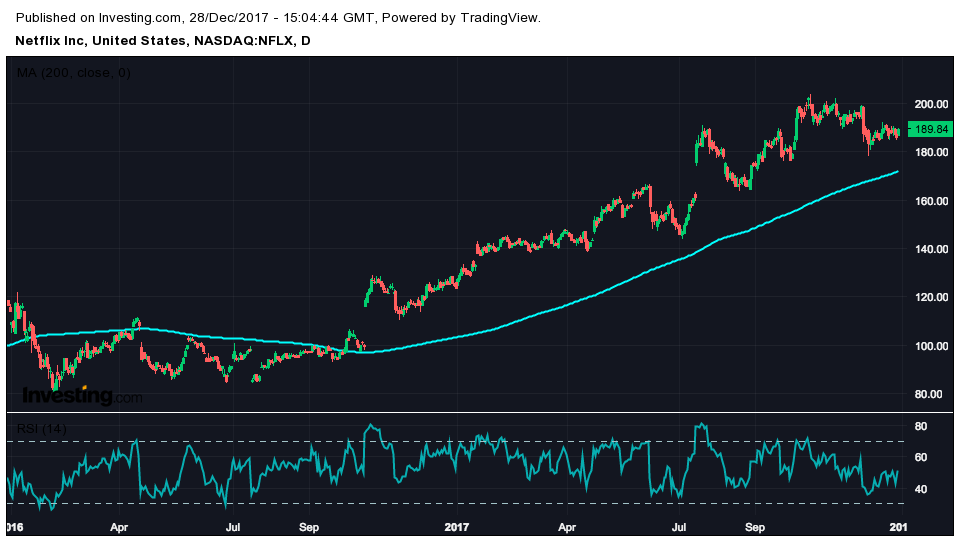 Published on Investing.com, 28/Dec/2017 - 15:04:44 GMT, Powered by TradingView.
Netflix Inc, United States, NASDAQ:NFLX, D
MA (200, close, 0)
200.00
189.84
180.00
160.00
140.00
120.00
100.00
80.00
Investing.com
RSI (14)
80
60
40
016 Apr Jul Sep 2017 Apr Jul Sep 201